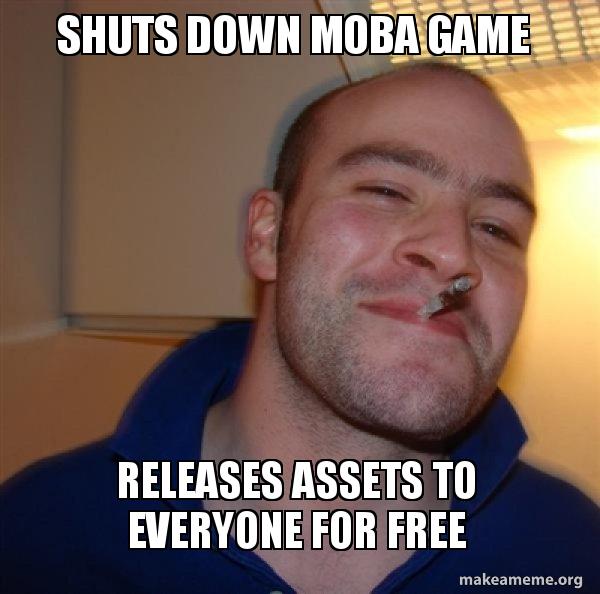 SHUTS DOWN MOBA GAME
RELEASES ASSETS TO
EVERYONE FOR FREE
makeameme.org